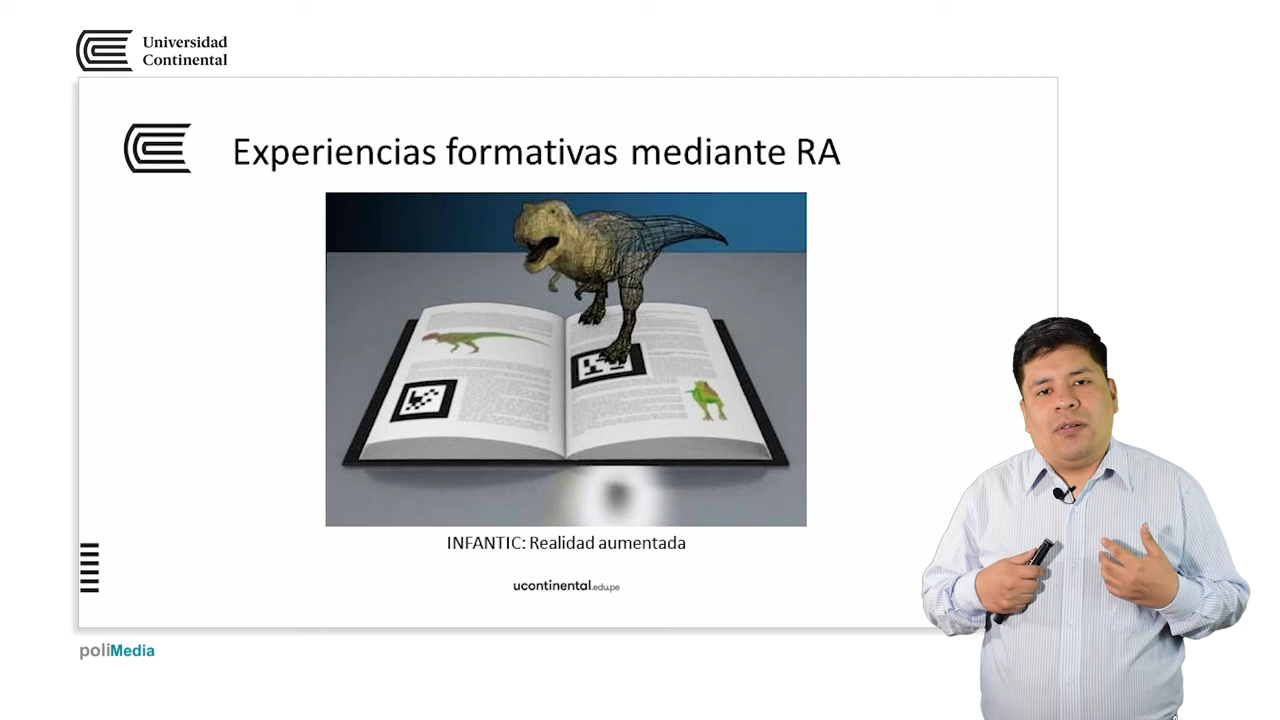 Universidad
Continental
Experiencias formativas mediante RA
INFANTIC: Realidad aumentada
ucontinental.edu.pe
poliMedia